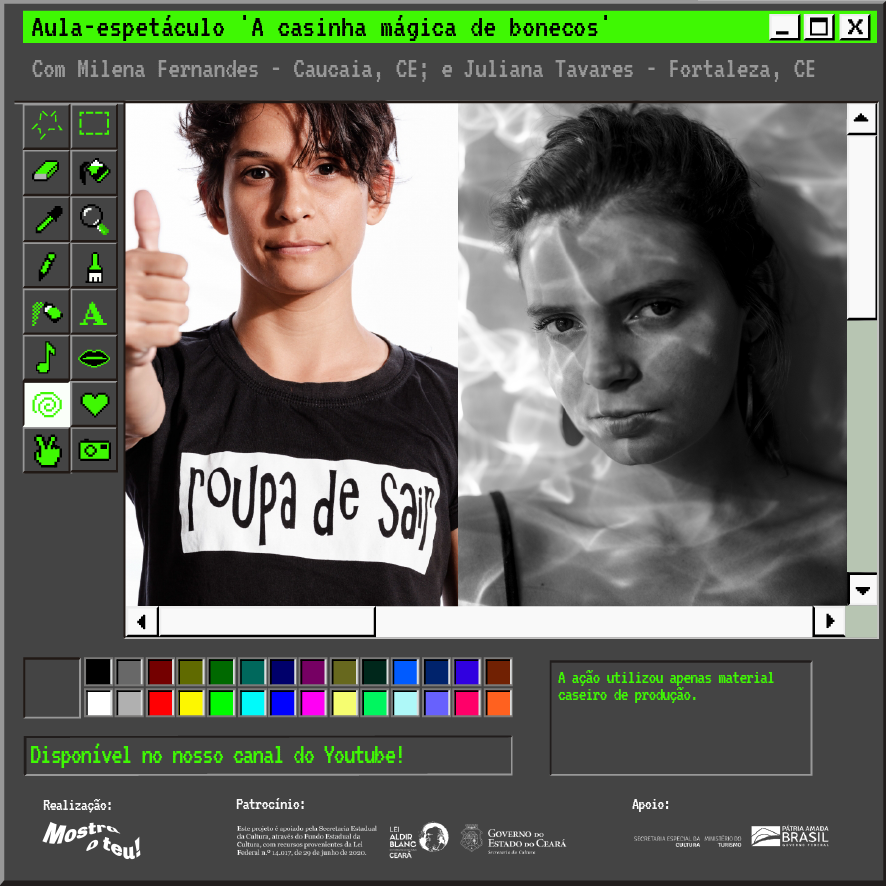 Aula-espetáculo 'A casinha mágica de bonecos'
Com Milena Fernandes - Caucaia, CE; e Juliana Tavares - Fortaleza, CE
A
roupa de sair
A ação utilizou apenas material
caseiro de produção.
Disponível no nosso canal do Youtube!
Realização:
Mostra
o teu!
Patrocínio:
Este projeto é apoiado pela Secretaria Estadual
da Cultura, através do Fundo Estadual da
Cultura, com recursos provenientes da Lei
Federal n.º 14.017, de 29 de junho de 2020.
LEI
ALDIR
BLANC
CEARÁ
GOVERNO DO
ESTADO DO CEARÁ
Secretaria da Cultura
Apoio:
SECRETARIA ESPECIAL DA
CULTURA
MINISTÉRIO DO
TURISMO
PÁTRIA AMADA
BRASIL
GOVERNO FEDERAL